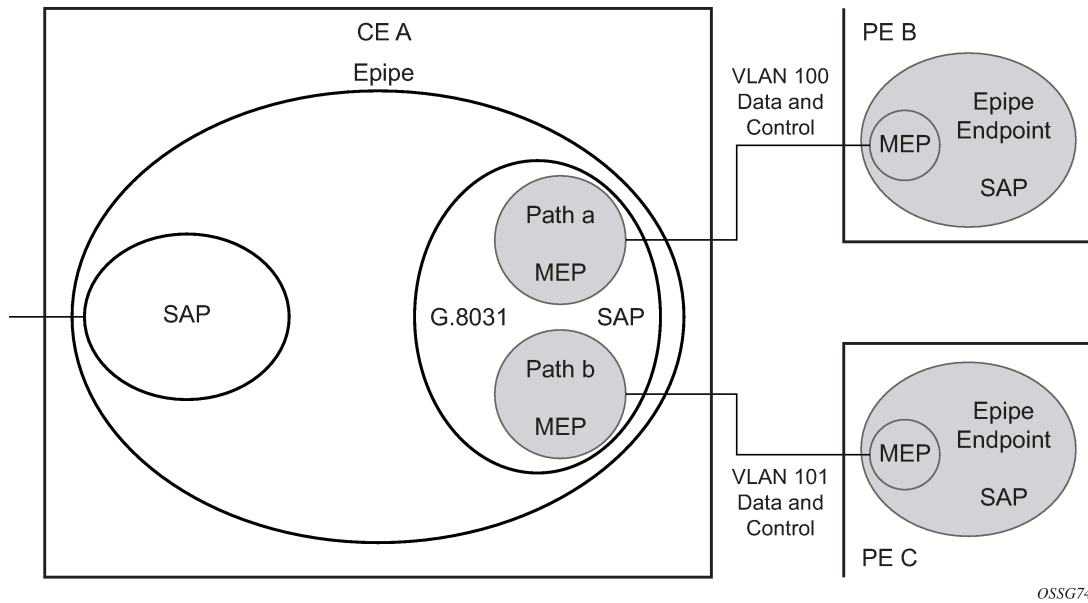 CE A
Epipe
SAP
G.8031
SAP
Path a
MEP
Path b
MEP
VLAN 100
Data and
Control
PE B
MEP
Epipe
Endpoint
SAP
VLAN 101
Data and
Control
MEP
Epipe
Endpoint
SAP
PE C